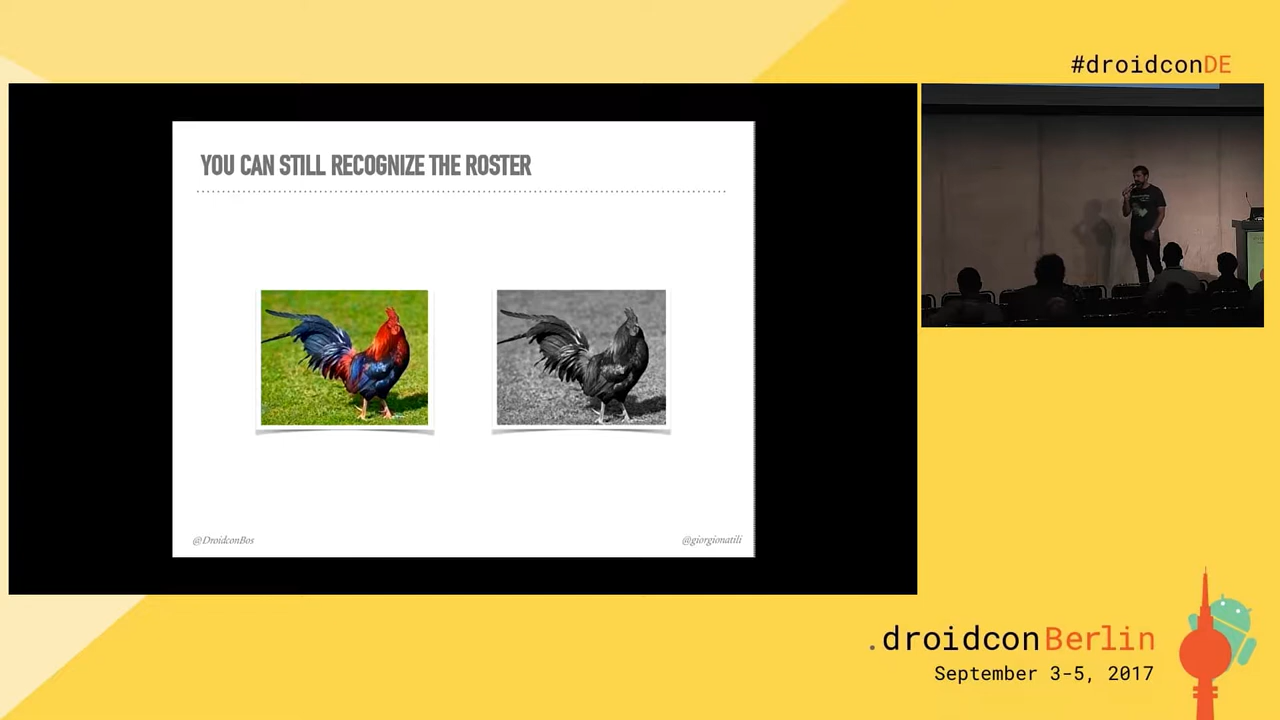 #droidconDE
YOU CAN STILL RECOGNIZE THE ROSTER
@DroidconBos
@giorgionatili
.droidconBerlin
September 3-5, 2017